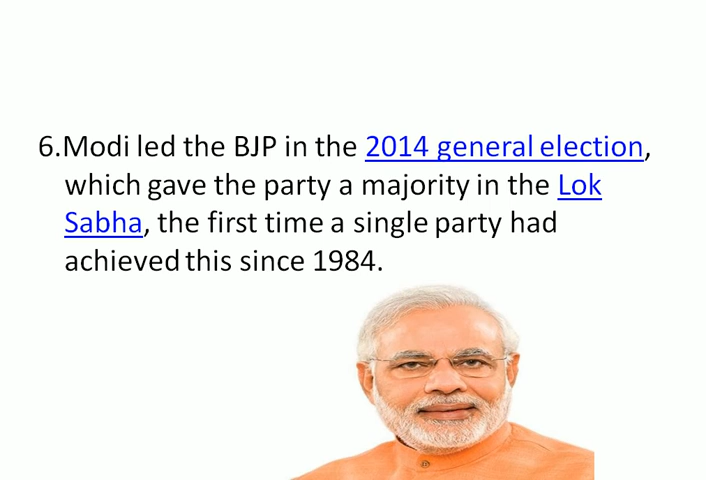 6.Modi led the BJP in the 2014 general election,
which gave the party a majority in the Lok
Sabha, the first time a single party had
achieved this since 1984.